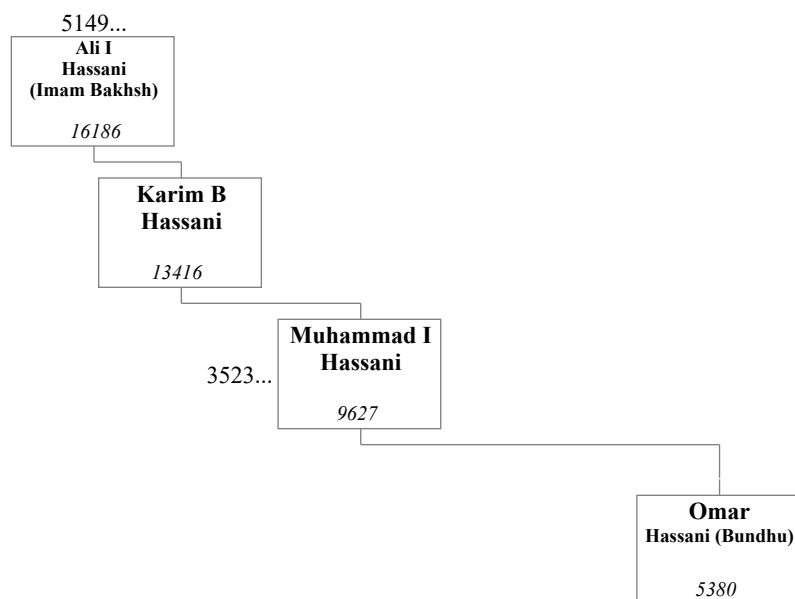 5149...
Ali I
Hassani
(Imam Bakhsh)
16186
Karim B
Hassani
13416
Muhammad I
Hassani
3523...
9627
Omar
Hassani (Bundhu)
5380